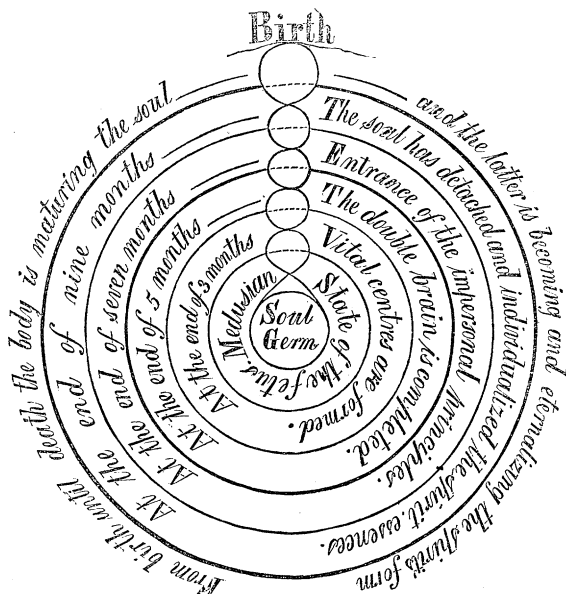 Birth
From birth until death the body is maturing the soul
and the latter is becoming and eternalizing the spirit's form
At the end of nine months
The soul has detached and individualized the spirit essences.
At the end of seven months
Entrance of the impersonal principles.
At the end of 5 months
The double brain is completed.
At the end of 3 months
Vital centres are formed.
Medusian State of the fetus
Soul
Germ